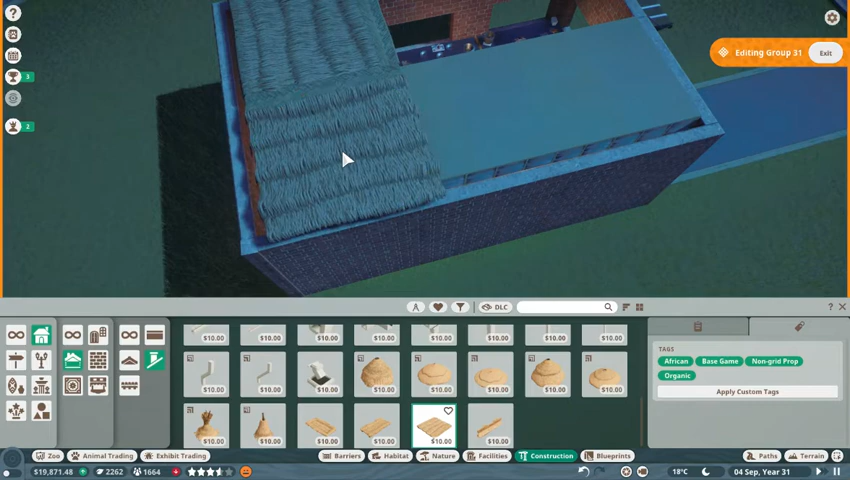 ?
Editing Group 31
Exit
3
2
DLC
?
$10.00 $10.00 $10.00 $10.00 $10.00 $10.00 $10.00 $10.00
$10.00 $10.00 $10.00 $10.00 $10.00 $10.00 $10.00 $10.00
$10.00 $10.00 $10.00 $10.00 $10.00 $10.00
TAGS
African Base Game Non-grid Prop
Organic
Apply Custom Tags
Zoo Animal Trading Exhibit Trading Barriers Habitat Nature Facilities Construction Blueprints Paths Terrain
$19,871.48 2262 1664 18°C 04 Sep, Year 31